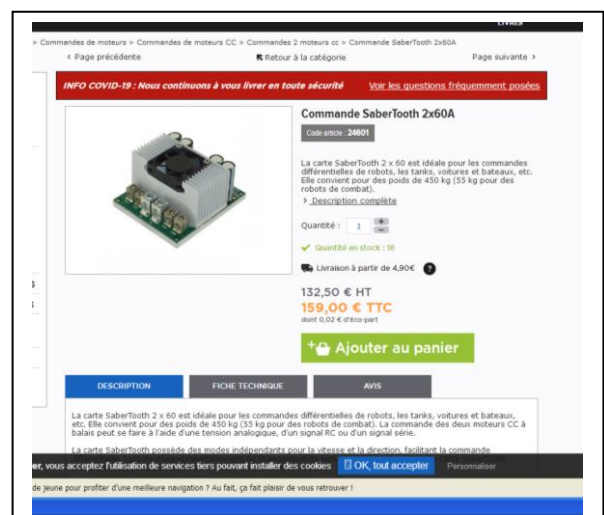 LIVRES
> Commandes de moteurs > Commandes de moteurs CC > Commandes 2 moteurs cc > Commande SaberTooth 2x60A
< Page précédente
Retour à la catégorie
Page suivante >
INFO COVID-19 : Nous continuons à vous livrer en toute sécurité Voir les questions fréquemment posées
Commande SaberTooth 2x60A
Code article : 24601
La carte SaberTooth 2 x 60 est idéale pour les commandes
différentielles de robots, les tanks, voitures et bateaux, etc.
Elle convient pour des poids de 450 kg (55 kg pour des
robots de combat).
> Description complète
Quantité : 1 + −
Quantité en stock : 18
Livraison à partir de 4,90€ ?
132,50 € HT
159,00 € TTC
dont 0,02 € d'éco-part
+ Ajouter au panier
DESCRIPTION
FICHE TECHNIQUE
AVIS
La carte SaberTooth 2 x 60 est idéale pour les commandes différentielles de robots, les tanks, voitures et bateaux,
etc. Elle convient pour des poids de 450 kg (55 kg pour des robots de combat). La commande des deux moteurs CC à
balais peut se faire à l'aide d'une tension analogique, d'un signal RC ou d'un signal série.
La carte SaberTooth possède des modes indépendants pour la vitesse et la direction, facilitant la commande
er, vous acceptez l'utilisation de services tiers pouvant installer des cookies OK, tout accepter Personnaliser
de jeune pour profiter d'une meilleure navigation ? Au fait, ça fait plaisir de vous retrouver !